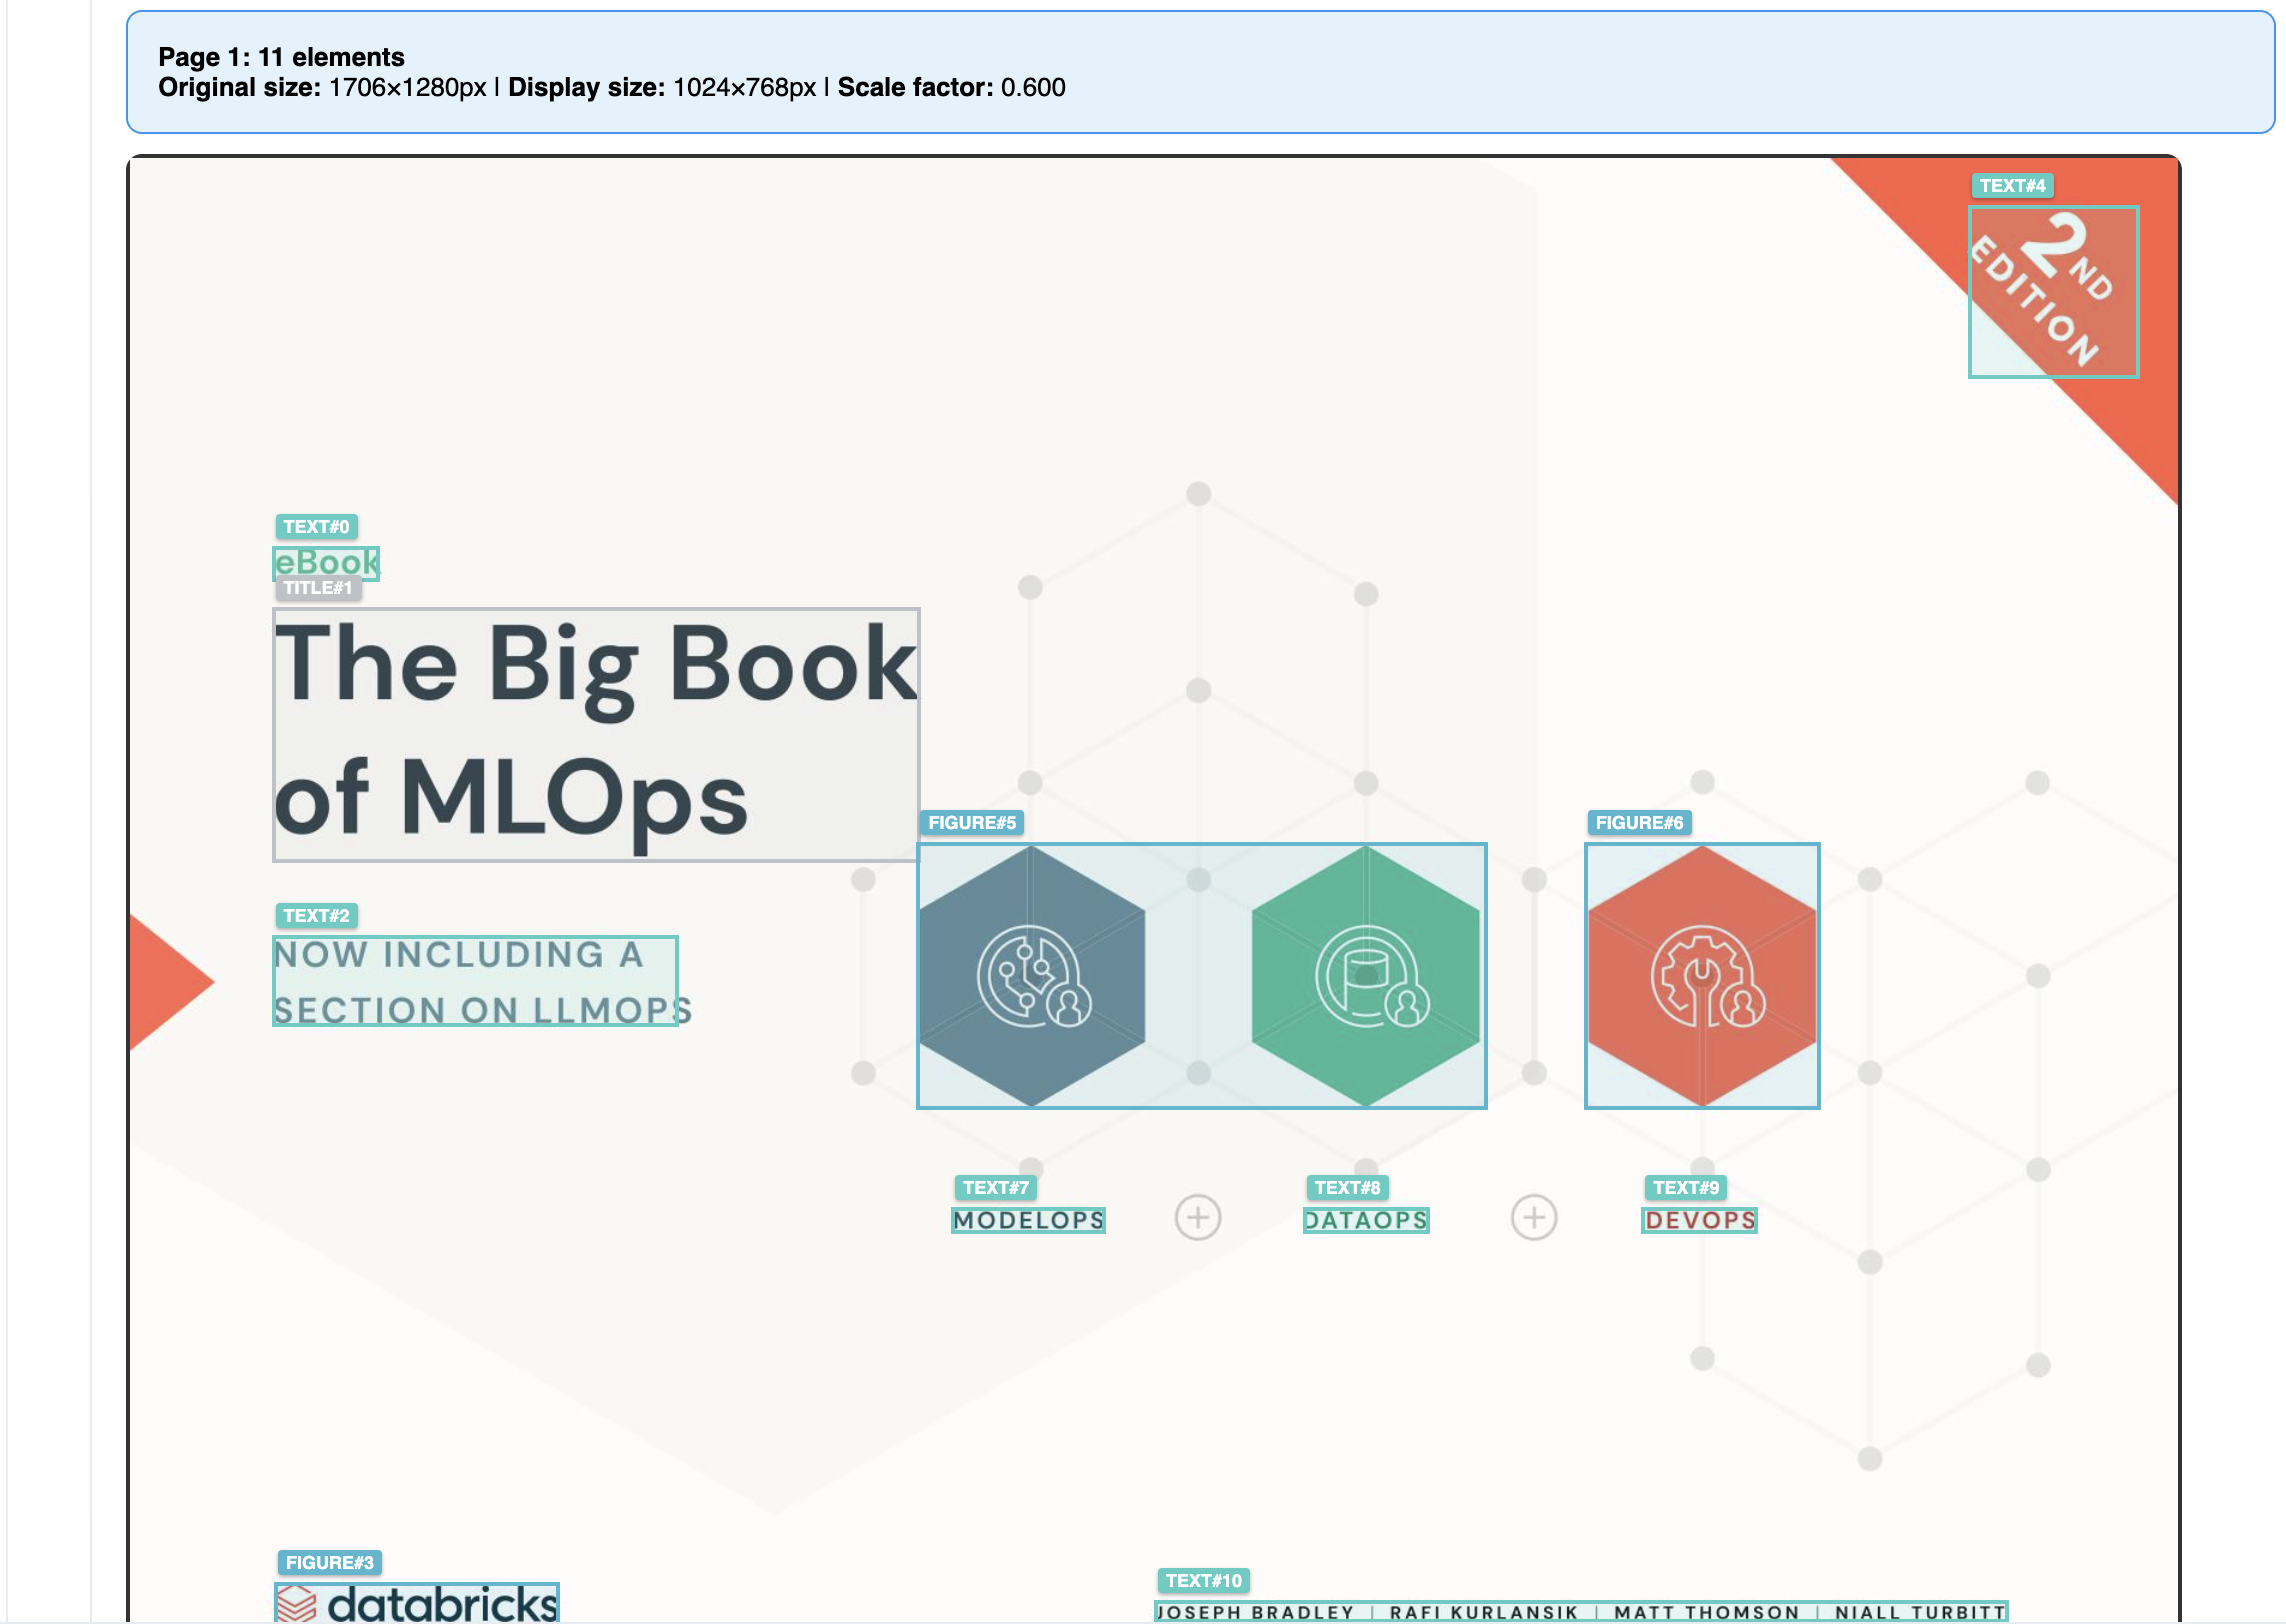 Page 1: 11 elements
Original size: 1706×1280px | Display size: 1024×768px | Scale factor: 0.600
TEXT#4
2ND
EDITION
TEXT#0
eBook
TITLE#1
The Big Book
of MLOps
TEXT#2
NOW INCLUDING A
SECTION ON LLMOPS
FIGURE#5
FIGURE#6
TEXT#7
TEXT#8
TEXT#9
MODELOPS
DATAOPS
DEVOPS
FIGURE#3
databricks
TEXT#10
JOSEPH BRADLEY | RAFI KURLANSIK | MATT THOMSON | NIALL TURBITT